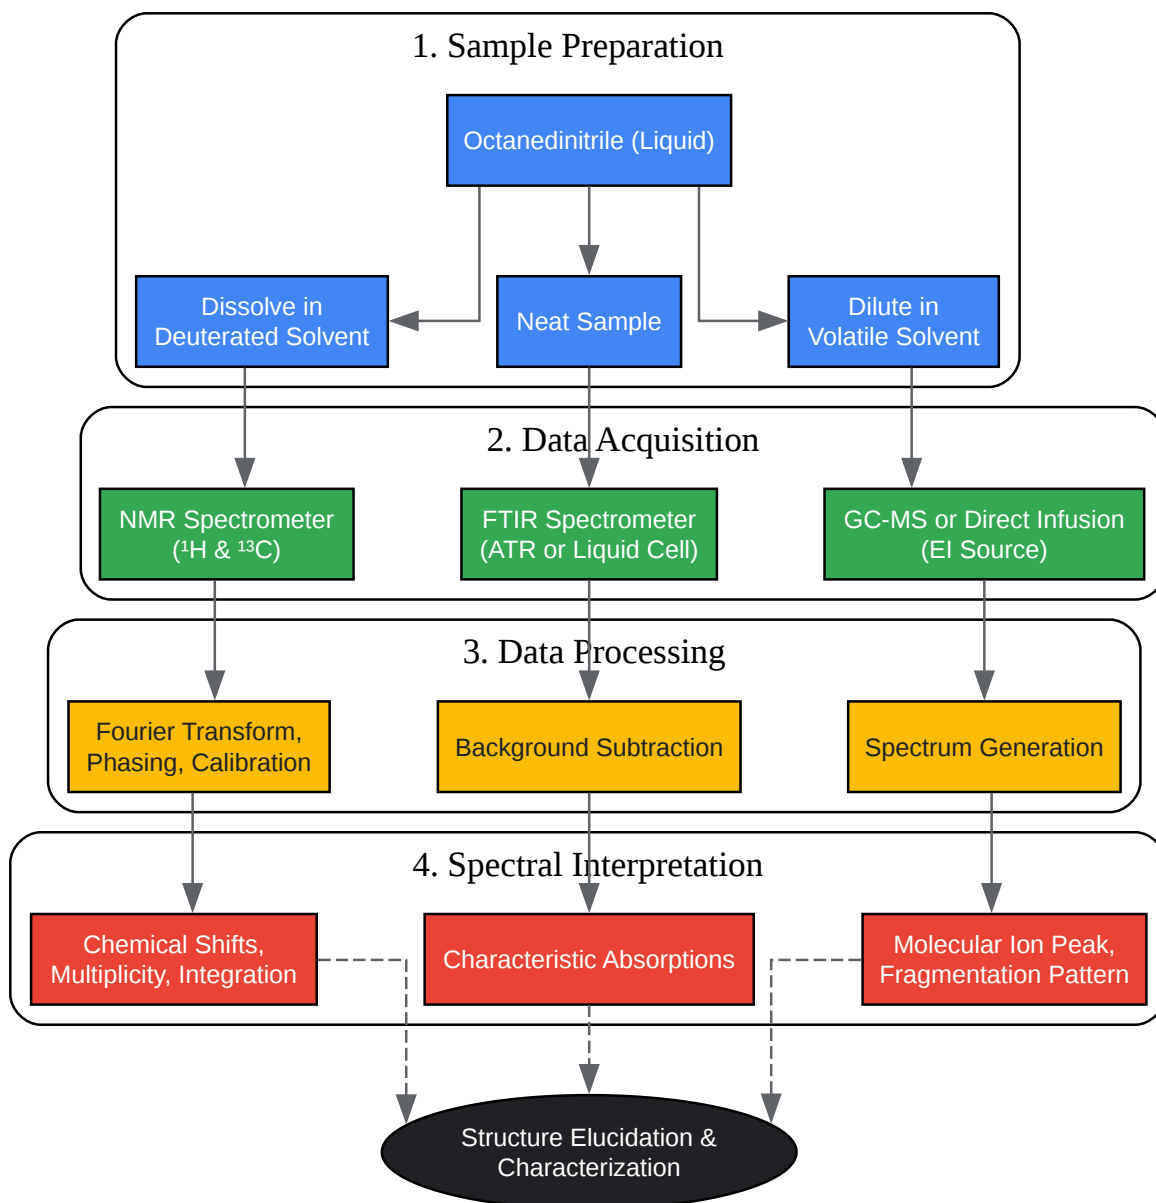 1. Sample Preparation
Octanedinitrile (Liquid)
Dissolve in
Deuterated Solvent
Neat Sample
Dilute in
Volatile Solvent
2. Data Acquisition
NMR Spectrometer
(¹H & ¹³C)
FTIR Spectrometer
(ATR or Liquid Cell)
GC-MS or Direct Infusion
(EI Source)
3. Data Processing
Fourier Transform,
Phasing, Calibration
Background Subtraction
Spectrum Generation
4. Spectral Interpretation
Chemical Shifts,
Multiplicity, Integration
Characteristic Absorptions
Molecular Ion Peak,
Fragmentation Pattern
Structure Elucidation &
Characterization